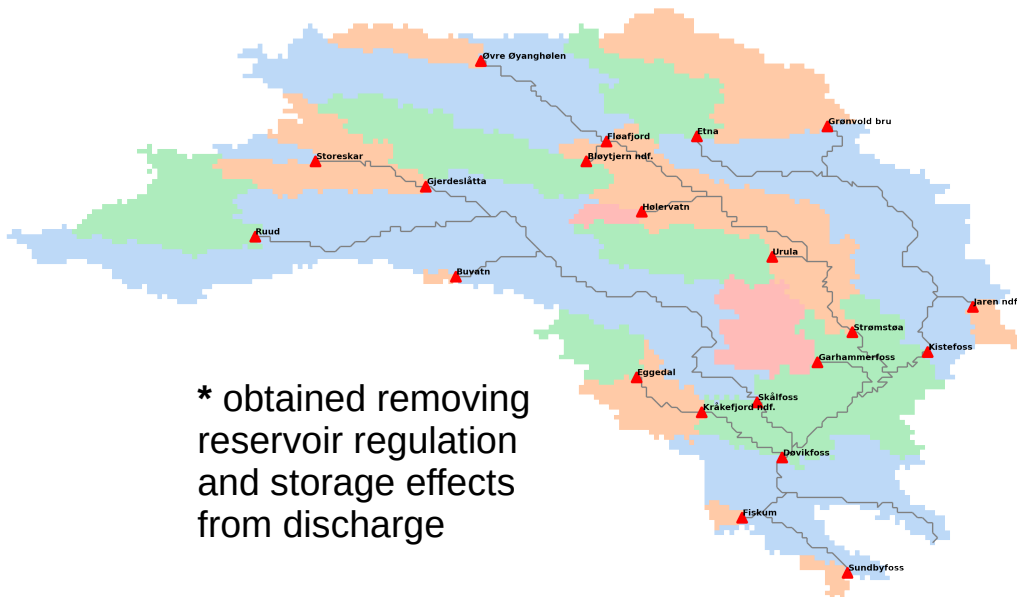 Øvre Øyanghølen
Grønvold bru
Fløafjord
Etna
Storeskar
Bløytjern ndf.
Gjerdeslåtta
Hølervatn
Ruud
Urula
Buvatn
Jaren ndf
Strømstøa
Kistefoss
Garhammerfoss
Eggedal
Skålfoss
Kråkefjord ndf.
* obtained removing
reservoir regulation
and storage effects
from discharge
Døvikfoss
Fiskum
Sundbyfoss